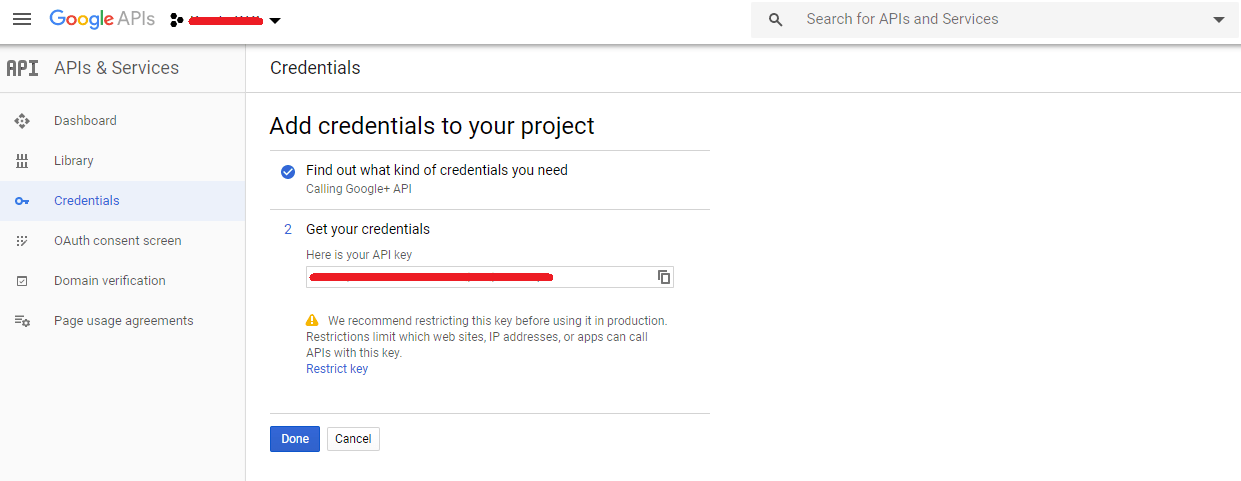 Google APIs
Search for APIs and Services
API APIs & Services
Credentials
Dashboard
Library
Credentials
OAuth consent screen
Domain verification
Page usage agreements
Add credentials to your project
Find out what kind of credentials you need
Calling Google+ API
2 Get your credentials
Here is your API key
We recommend restricting this key before using it in production.
Restrictions limit which web sites, IP addresses, or apps can call
APIs with this key.
Restrict key
Done Cancel